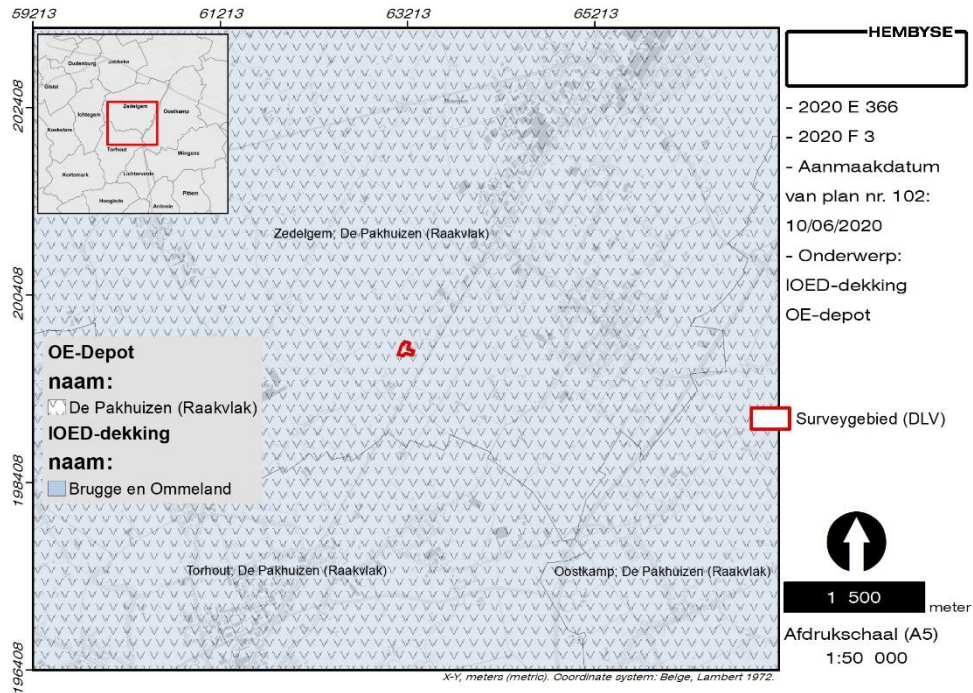 59213
61213
63213
65213
202408
200408
198408
196408
Oudenburg
Jabbeke
Gistel
Zedelgem
Oostkamp
Ichtegem
Koekelare
Torhout
Wingene
Lichtervelde
Kortemark
Pittem
Hooglede
Ardooie
Zedelgem; De Pakhuizen (Raakvlak)
OE-Depot
naam:
De Pakhuizen (Raakvlak)
IOED-dekking
naam:
Brugge en Ommeland
Torhout; De Pakhuizen (Raakvlak)
Oostkamp; De Pakhuizen (Raakvlak)
X-Y, meters (metric). Coordinate system: Belge, Lambert 1972.
HEMBYSE
- 2020 E 366
- 2020 F 3
- Aanmaakdatum
van plan nr. 102:
10/06/2020
- Onderwerp:
IOED-dekking
OE-depot
Surveygebied (DLV)
1 500
meter
Afdrukschaal (A5)
1:50 000